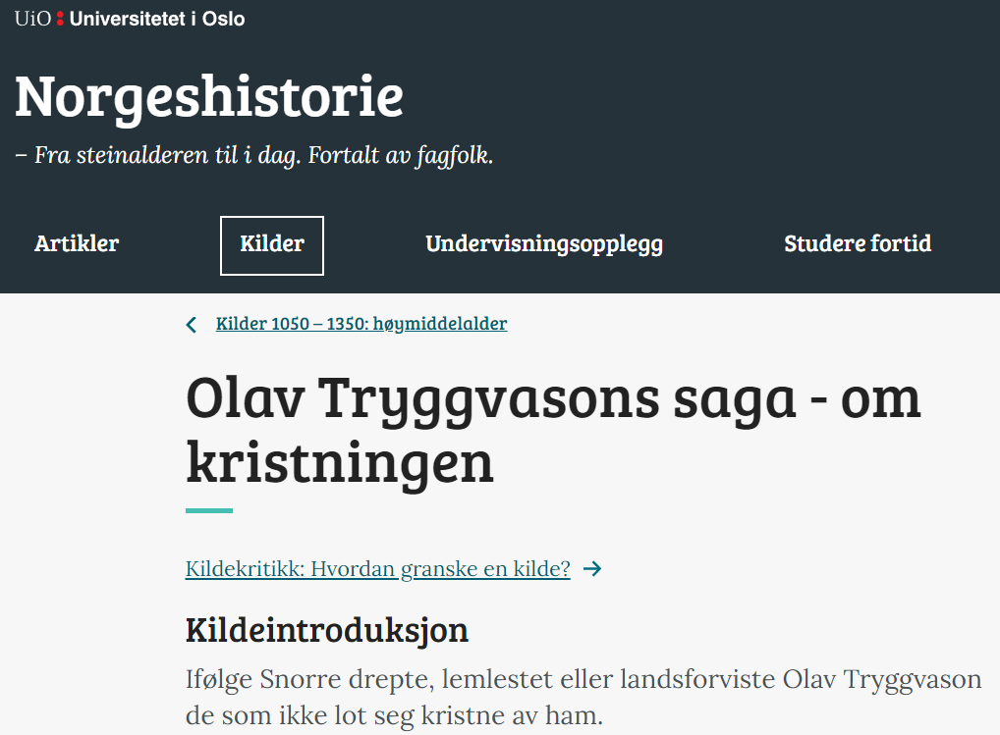 UiO : Universitetet i Oslo
Norgeshistorie
– Fra steinalderen til i dag. Fortalt av fagfolk.
Artikler Kilder Undervisningsopplegg Studere fortid
Kilder 1050 – 1350: høymiddelalder
Olav Tryggvasons saga - om
kristningen
Kildekritikk: Hvordan granske en kilde?
Kildeintroduksjon
Ifølge Snorre drepte, lemlestet eller landsforviste Olav Tryggvason
de som ikke lot seg kristne av ham.